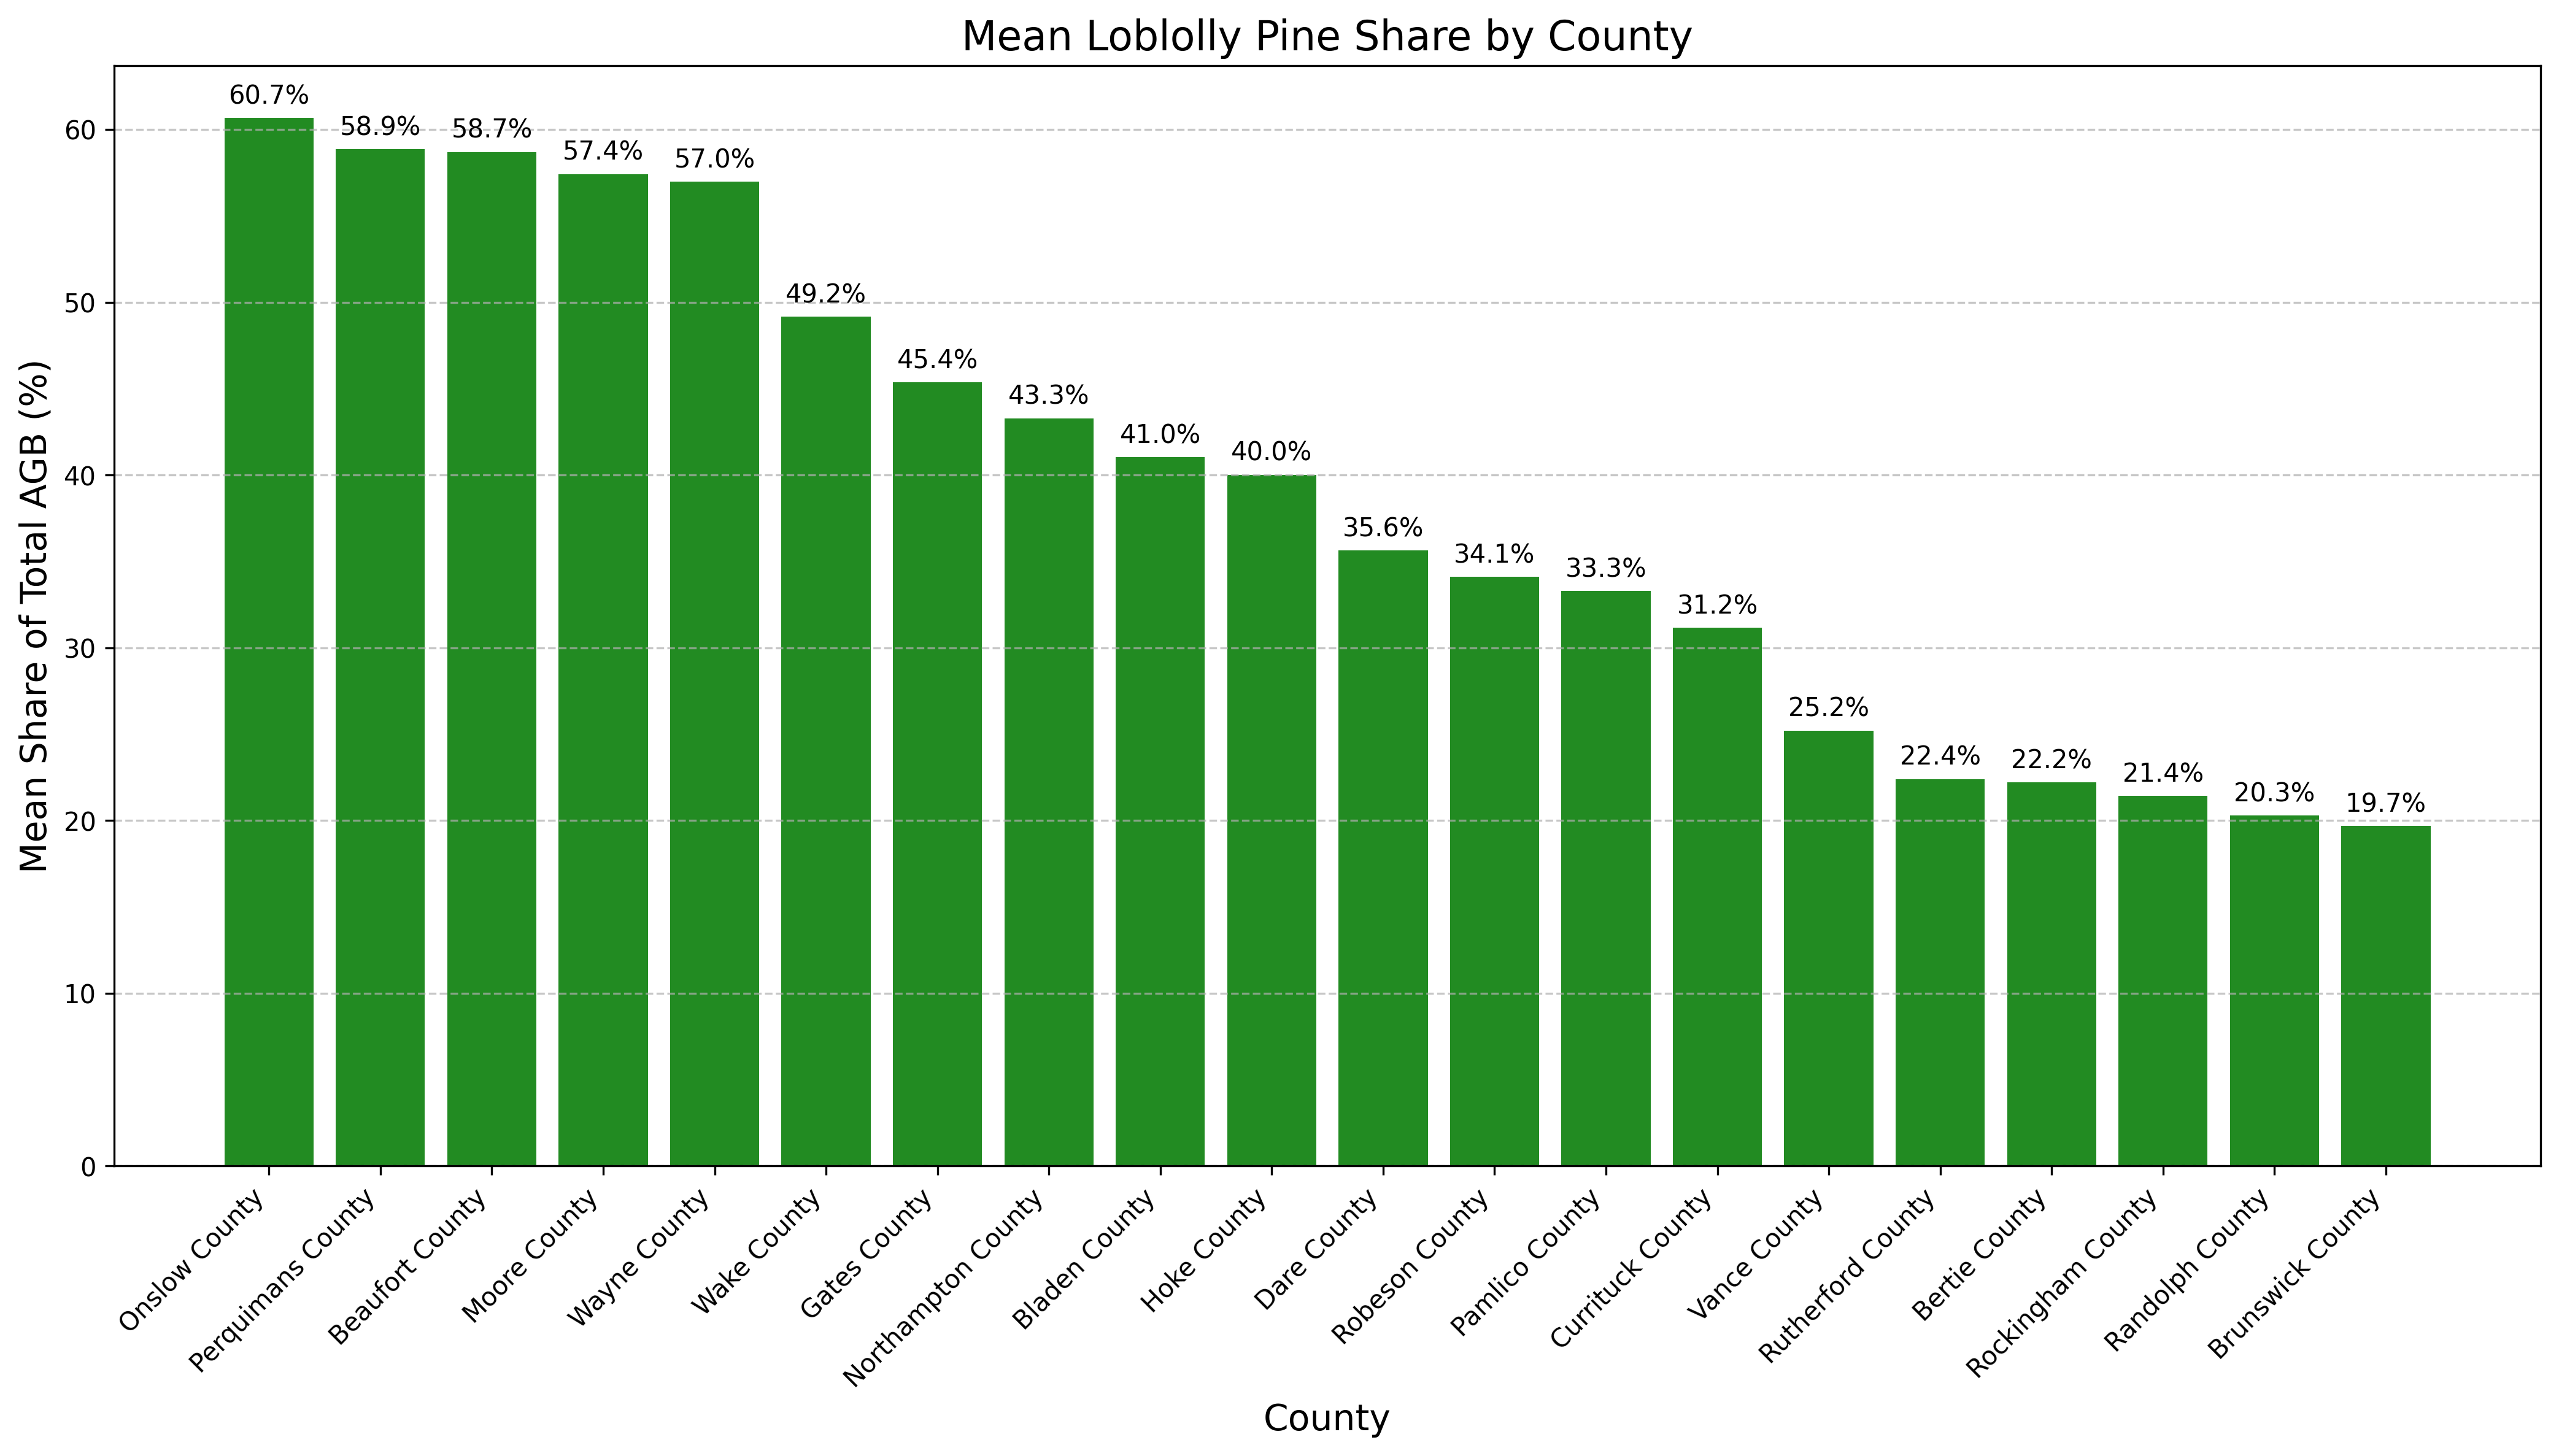 Mean Loblolly Pine Share by County
Mean Share of Total AGB (%)
60
50
40
30
20
10
0
60.7%
58.9%
58.7%
57.4%
57.0%
49.2%
45.4%
43.3%
41.0%
40.0%
35.6%
34.1%
33.3%
31.2%
25.2%
22.4%
22.2%
21.4%
20.3%
19.7%
Onslow County
Perquimans County
Beaufort County
Moore County
Wayne County
Wake County
Gates County
Northampton County
Bladen County
Hoke County
Dare County
Robeson County
Pamlico County
Currituck County
Vance County
Rutherford County
Bertie County
Rockingham County
Randolph County
Brunswick County
County